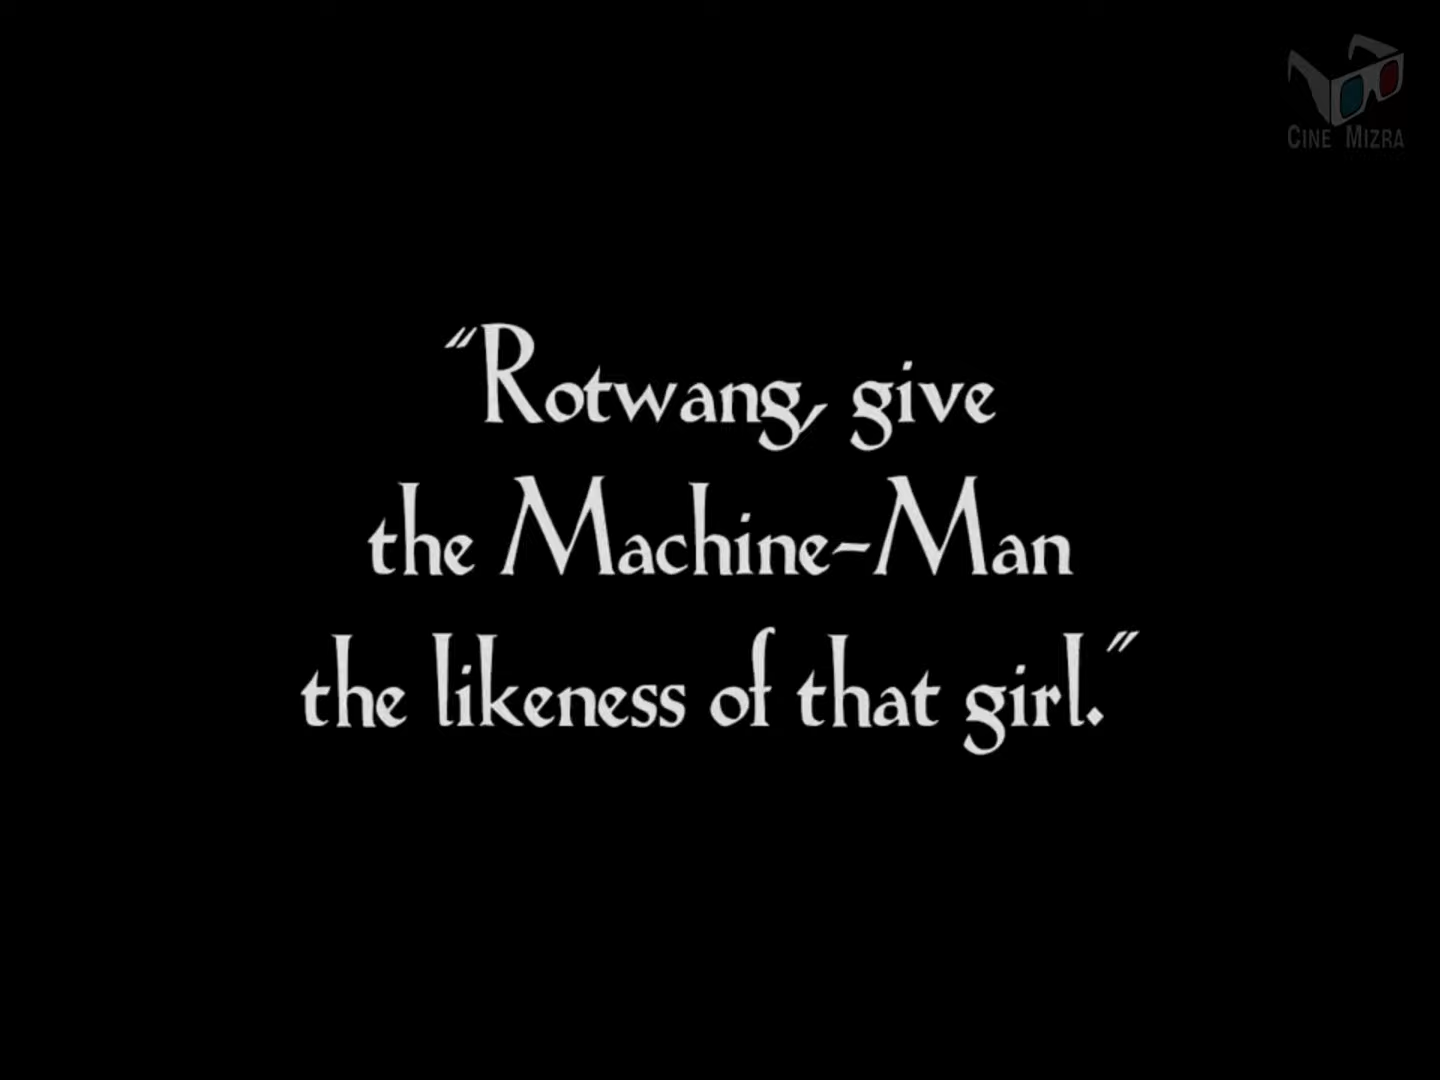 CINE MIZRA
"Rotwang, give
the Machine-Man
the likeness of that girl."